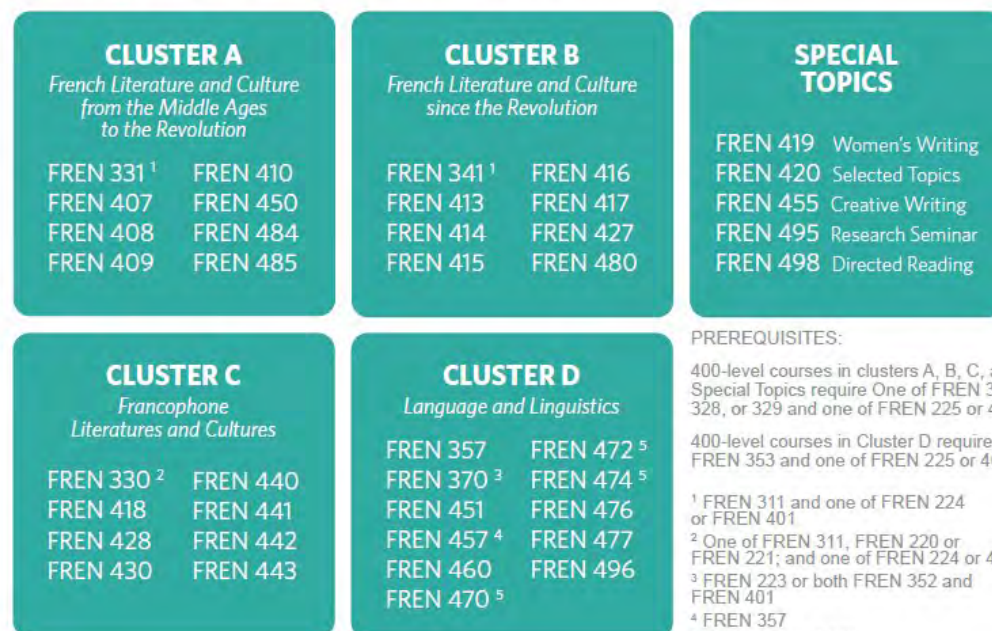 CLUSTER A
French Literature and Culture
from the Middle Ages
to the Revolution
FREN 331 ¹ FREN 410
FREN 407 FREN 450
FREN 408 FREN 484
FREN 409 FREN 485
CLUSTER B
French Literature and Culture
since the Revolution
FREN 341 ¹ FREN 416
FREN 413 FREN 417
FREN 414 FREN 427
FREN 415 FREN 480
SPECIAL
TOPICS
FREN 419 Women's Writing
FREN 420 Selected Topics
FREN 455 Creative Writing
FREN 495 Research Seminar
FREN 498 Directed Reading
CLUSTER C
Francophone
Literatures and Cultures
FREN 330 ² FREN 440
FREN 418 FREN 441
FREN 428 FREN 442
FREN 430 FREN 443
CLUSTER D
Language and Linguistics
FREN 357 FREN 472 ⁵
FREN 370 ³ FREN 474 ⁵
FREN 451 FREN 476
FREN 457 ⁴ FREN 477
FREN 460 FREN 496
FREN 470 ⁵
PREREQUISITES:
400-level courses in clusters A, B, C,
Special Topics require One of FREN
328, or 329 and one of FREN 225 or
400-level courses in Cluster D require
FREN 353 and one of FREN 225 or
¹ FREN 311 and one of FREN 224
or FREN 401
² One of FREN 311, FREN 220 or
FREN 221; and one of FREN 224 or
³ FREN 223 or both FREN 352 and
FREN 401
⁴ FREN 357